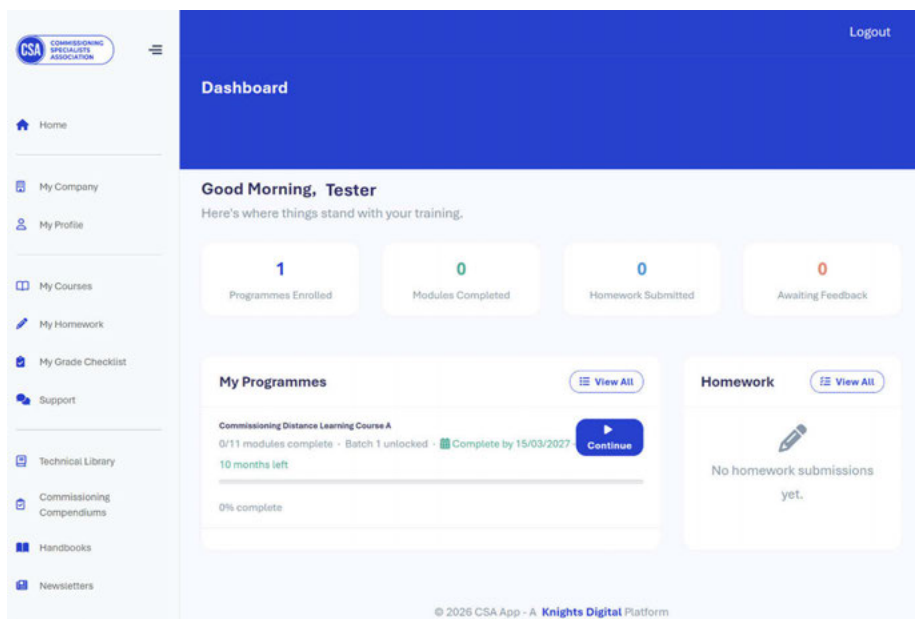 CSA COMMISSIONING
SPECIALISTS
ASSOCIATION
Home
My Company
My Profile
My Courses
My Homework
My Grade Checklist
Support
Technical Library
Commissioning
Compendiums
Handbooks
Newsletters
Logout
Dashboard
Good Morning, Tester
Here's where things stand with your training.
1
Programmes Enrolled
0
Modules Completed
0
Homework Submitted
0
Awaiting Feedback
My Programmes
View All
Commissioning Distance Learning Course A
0/11 modules complete · Batch 1 unlocked · Complete by 15/03/2027 ·
10 months left
Continue
0% complete
Homework
View All
No homework submissions
yet.
© 2026 CSA App - A Knights Digital Platform